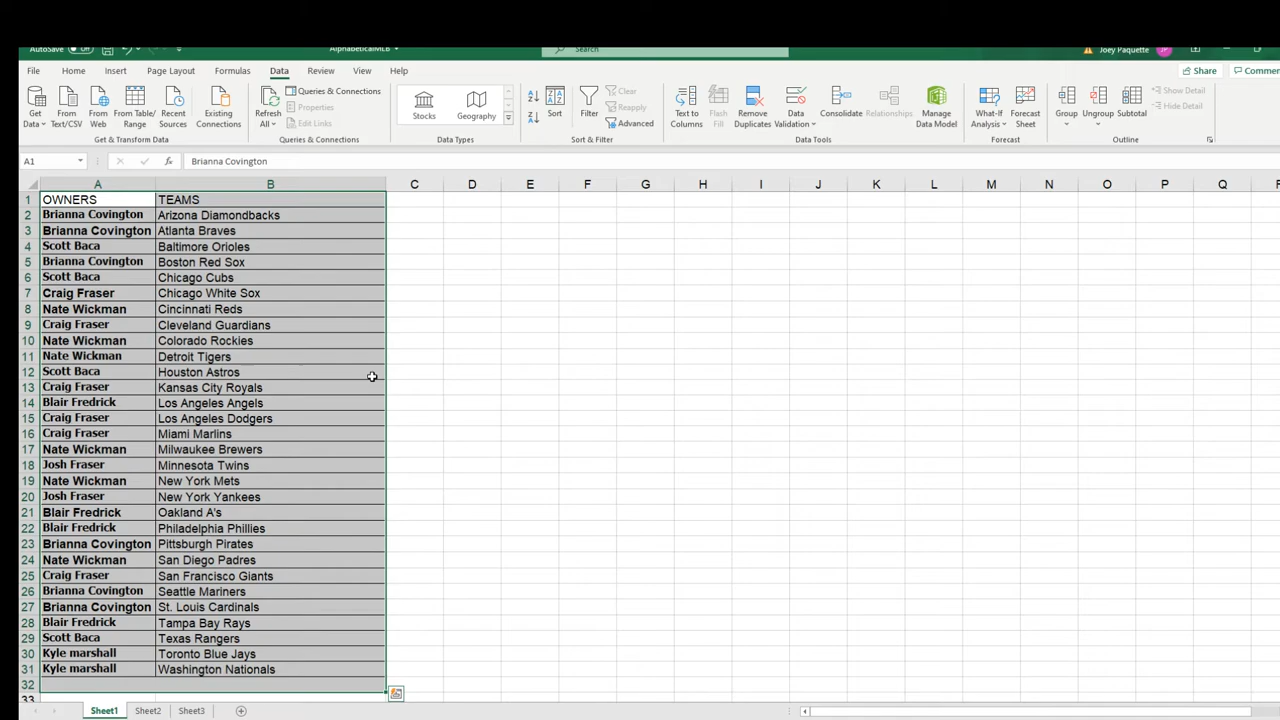 AutoSave Off AlphabeticalMLB Search Joey Paquette JP
File Home Insert Page Layout Formulas Data Review View Help Share Comme
Get Data From Text/CSV From Web From Table/Range Recent Sources Existing Connections Refresh All Queries & Connections Properties Edit Links Stocks Geography Sort Filter Clear Reapply Advanced Text to Columns Flash Fill Remove Duplicates Data Validation Consolidate Relationships Manage Data Model What-If Analysis Forecast Sheet Group Ungroup Subtotal Show Detail Hide Detail
Get & Transform Data Queries & Connections Data Types Sort & Filter Data Tools Forecast Outline
A1 fx Brianna Covington
A B C D E F G H I J K L M N O P Q R
1 OWNERS TEAMS
2 Brianna Covington Arizona Diamondbacks
3 Brianna Covington Atlanta Braves
4 Scott Baca Baltimore Orioles
5 Brianna Covington Boston Red Sox
6 Scott Baca Chicago Cubs
7 Craig Fraser Chicago White Sox
8 Nate Wickman Cincinnati Reds
9 Craig Fraser Cleveland Guardians
10 Nate Wickman Colorado Rockies
11 Nate Wickman Detroit Tigers
12 Scott Baca Houston Astros
13 Craig Fraser Kansas City Royals
14 Blair Fredrick Los Angeles Angels
15 Craig Fraser Los Angeles Dodgers
16 Craig Fraser Miami Marlins
17 Nate Wickman Milwaukee Brewers
18 Josh Fraser Minnesota Twins
19 Nate Wickman New York Mets
20 Josh Fraser New York Yankees
21 Blair Fredrick Oakland A's
22 Blair Fredrick Philadelphia Phillies
23 Brianna Covington Pittsburgh Pirates
24 Nate Wickman San Diego Padres
25 Craig Fraser San Francisco Giants
26 Brianna Covington Seattle Mariners
27 Brianna Covington St. Louis Cardinals
28 Blair Fredrick Tampa Bay Rays
29 Scott Baca Texas Rangers
30 Kyle marshall Toronto Blue Jays
31 Kyle marshall Washington Nationals
32
33
Sheet1 Sheet2 Sheet3